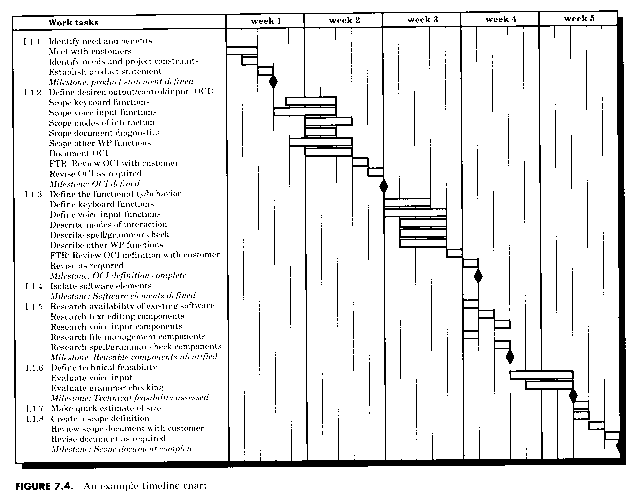 Work tasks
week 1
week 2
week 3
week 4
week 5
I.1.1 Identify need and benefits
Meet with customers
Identify needs and project constraints
Establish product statement
Milestone: product statement defined
I.1.2 Define desired output/control/input (OCI)
Scope keyboard functions
Scope voice input functions
Scope modes of interaction
Scope document diagnostics
Scope other WP functions
Document OCI
FTR: Review OCI with customer
Revise OCI as required
Milestone: OCI defined
I.1.3 Define the functionality/behavior
Define keyboard functions
Define voice input functions
Describe modes of interaction
Describe spell/grammar check
Describe other WP functions
FTR: Review OCI definition with customer
Revise as required
Milestone: OCI definition complete
I.1.4 Isolate software elements
Milestone: Software elements defined
I.1.5 Research availability of existing software
Research text editing components
Research voice input components
Research file management components
Research spell/grammar check components
Milestone: Reusable components identified
I.1.6 Define technical feasibility
Evaluate voice input
Evaluate grammar checking
Milestone: Technical feasibility assessed
I.1.7 Make quick estimate of size
I.1.8 Create a scope definition
Review scope document with customer
Revise document as required
Milestone: Scope document complete
FIGURE 7.4. An example timeline chart